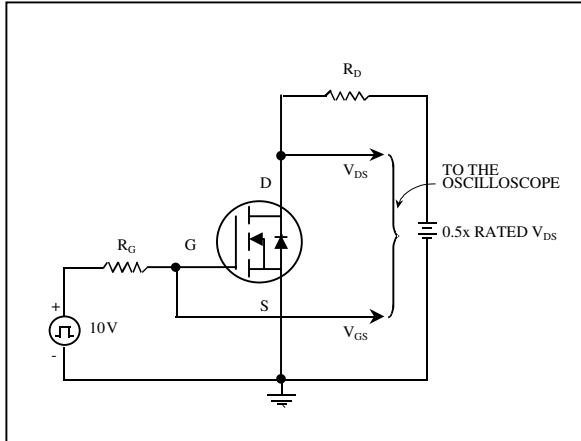 R_D
TO THE
OSCILLOSCOPE
V_DS
D
0.5x RATED V_DS
R_G
G
S
V_GS
+
10V
-